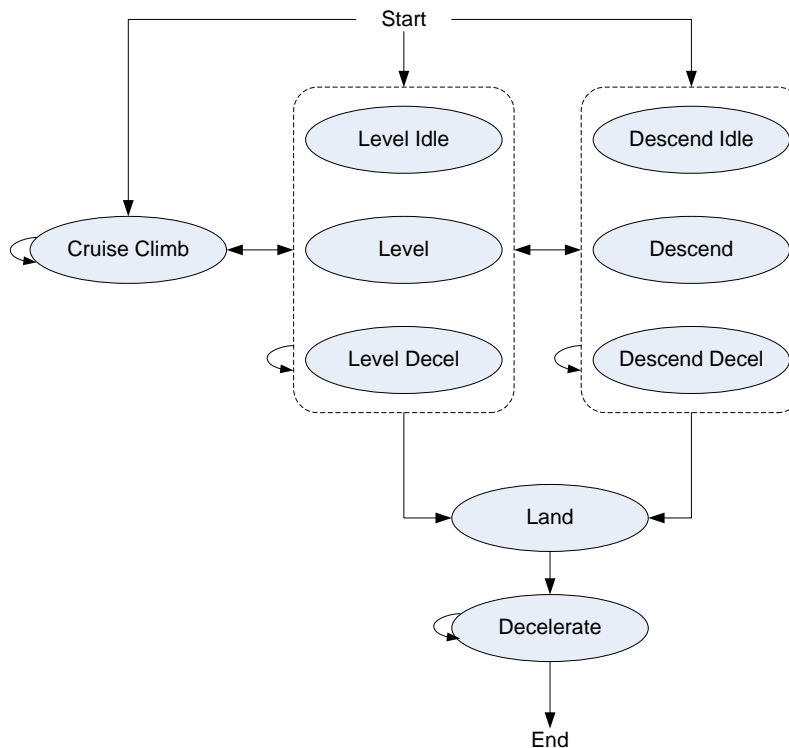 Start
Level Idle
Descend Idle
Cruise Climb
Level
Descend
Level Decel
Descend Decel
Land
Decelerate
End